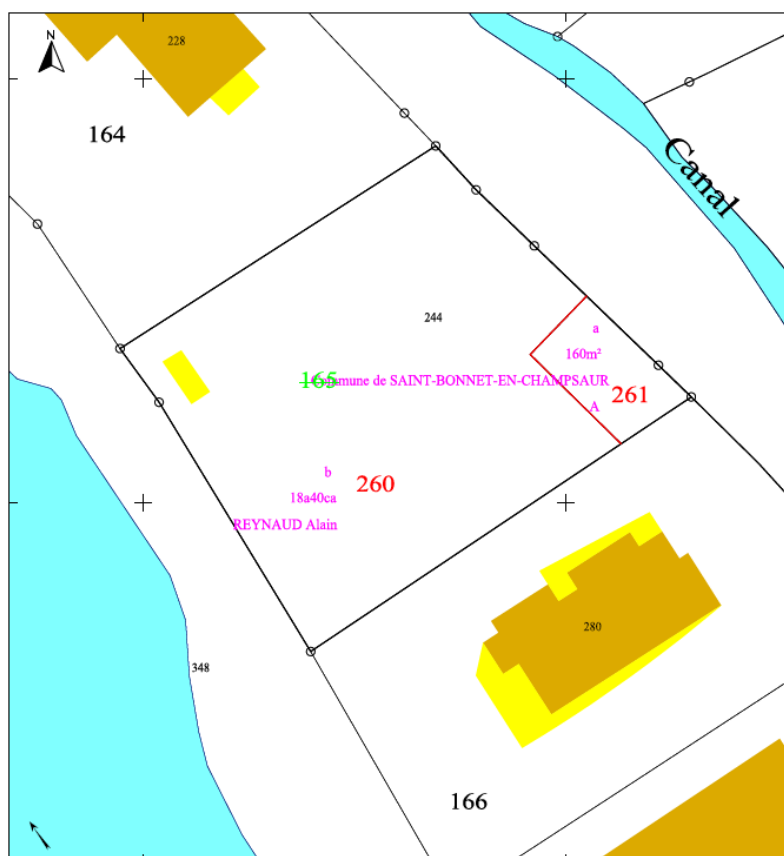 N
228
164
Canal
244
a
160m²
165
Commune de SAINT-BONNET-EN-CHAMPSAUR
261
A
b
260
18a40ca
REYNAUD Alain
280
348
166